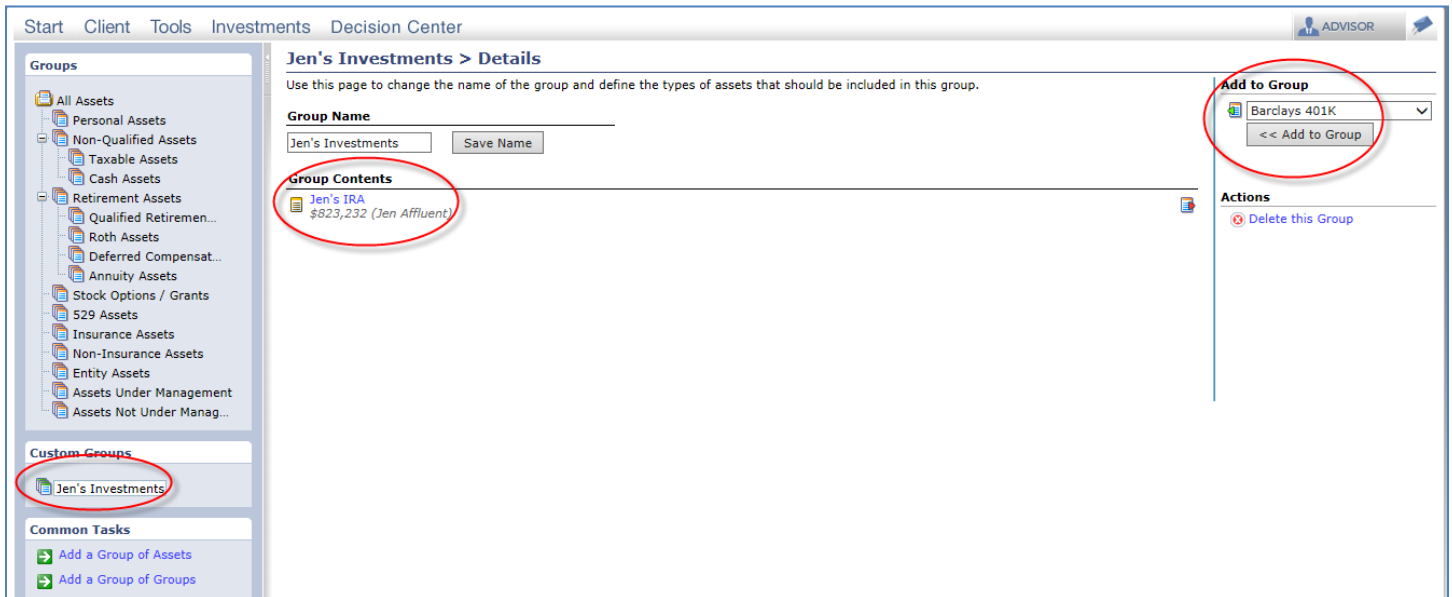 Start Client Tools Investments Decision Center ADVISOR
Groups
All Assets
Personal Assets
Non-Qualified Assets
Taxable Assets
Cash Assets
Retirement Assets
Qualified Retiremen...
Roth Assets
Deferred Compensat...
Annuity Assets
Stock Options / Grants
529 Assets
Insurance Assets
Non-Insurance Assets
Entity Assets
Assets Under Management
Assets Not Under Manag...
Custom Groups
Jen's Investments
Common Tasks
Add a Group of Assets
Add a Group of Groups
Jen's Investments > Details
Use this page to change the name of the group and define the types of assets that should be included in this group.
Group Name
Jen's Investments Save Name
Group Contents
Jen's IRA
$823,232 (Jen Affluent)
Add to Group
Barclays 401K
<< Add to Group
Actions
Delete this Group